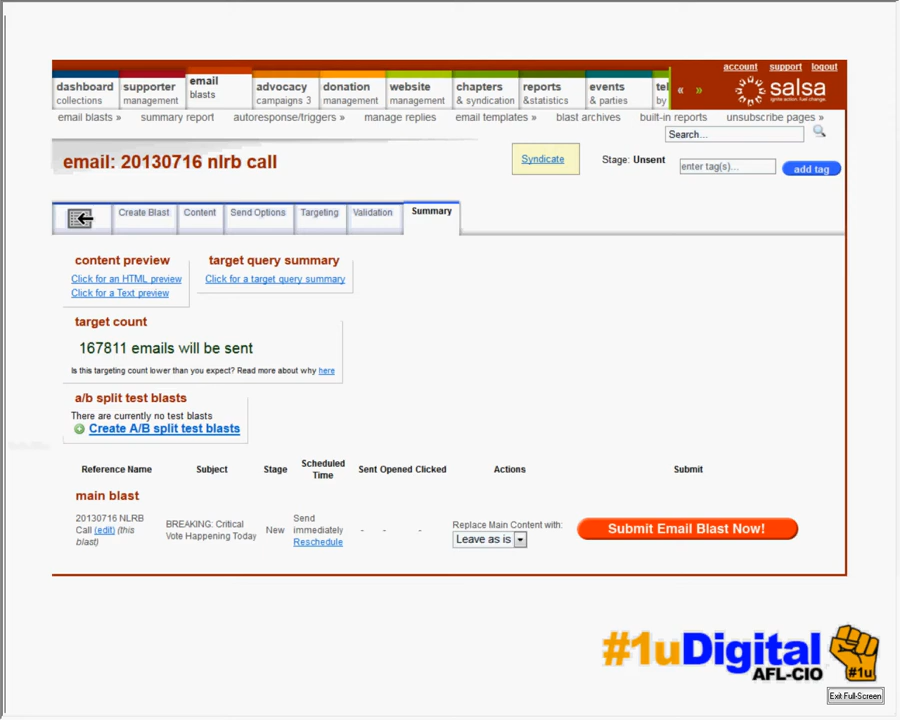 account support logout
dashboard supporter email advocacy donation website chapters reports events tel
collections management blasts campaigns 3 management management & syndication &statistics & parties by « » salsa
ignite action. fuel change.
email blasts » summary report autoresponse/triggers » manage replies email templates » blast archives built-in reports unsubscribe pages »
Search...
email: 20130716 nlrb call Syndicate Stage: Unsent enter tag(s)... add tag
Create Blast Content Send Options Targeting Validation Summary
content preview target query summary
Click for an HTML preview Click for a target query summary
Click for a Text preview
target count
167811 emails will be sent
Is this targeting count lower than you expect? Read more about why here
a/b split test blasts
There are currently no test blasts
Create A/B split test blasts
Reference Name Subject Stage Scheduled Time Sent Opened Clicked Actions Submit
main blast
20130716 NLRB
Call (edit) (this
blast)
BREAKING: Critical
Vote Happening Today
New
Send
immediately
Reschedule
- - -
Replace Main Content with:
Leave as is
Submit Email Blast Now!
#1uDigital
AFL-CIO
#1u
Exit Full-Screen